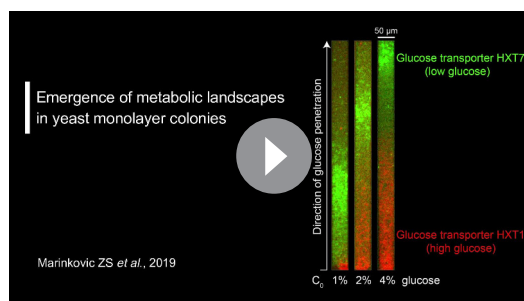 50 µm
Glucose transporter HXT7
(low glucose)
Emergence of metabolic landscapes
in yeast monolayer colonies
Direction of glucose penetration
Glucose transporter HXT1
(high glucose)
Marinkovic ZS et al., 2019
C₀ 1% 2% 4% glucose